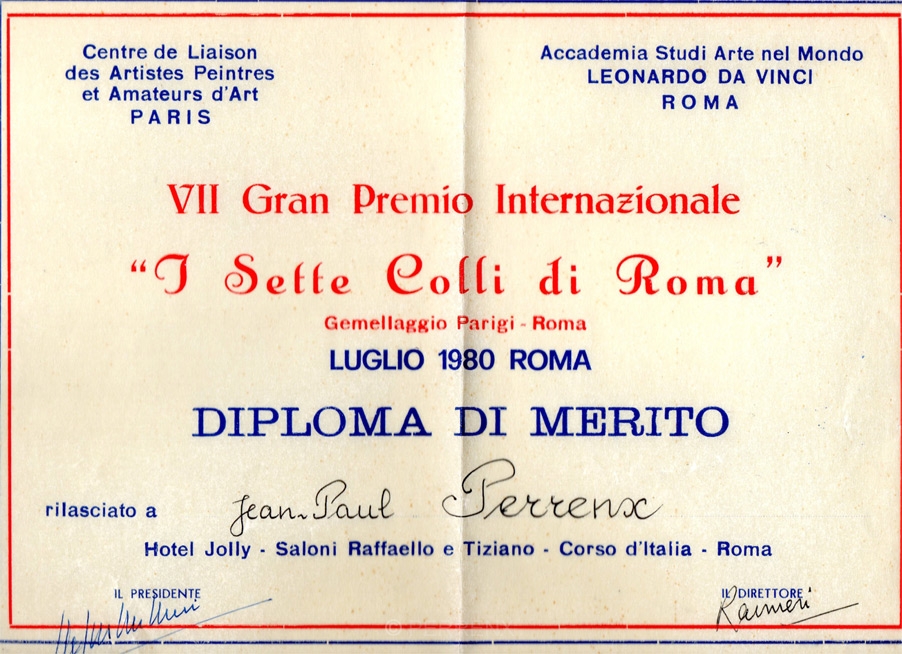 Centre de Liaison
des Artistes Peintres
et Amateurs d'Art
PARIS
Accademia Studi Arte nel Mondo
LEONARDO DA VINCI
ROMA
VII Gran Premio Internazionale
"I Sette Colli di Roma"
Gemellaggio Parigi - Roma
LUGLIO 1980 ROMA
DIPLOMA DI MERITO
rilasciato a Jean-Paul Perrenx
Hotel Jolly - Saloni Raffaello e Tiziano - Corso d'Italia - Roma
IL PRESIDENTE
IL DIRETTORE
Raimeri